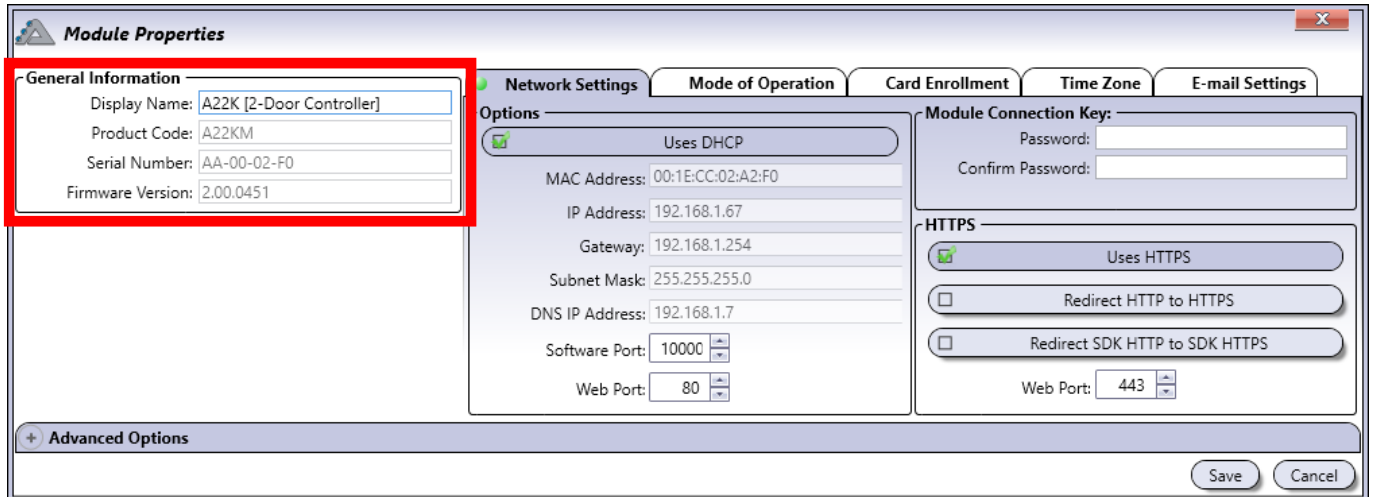 Module Properties
X
General Information
Display Name: A22K [2-Door Controller]
Product Code: A22KM
Serial Number: AA-00-02-F0
Firmware Version: 2.00.0451
Network Settings
Mode of Operation
Card Enrollment
Time Zone
E-mail Settings
Options
Uses DHCP
MAC Address: 00:1E:CC:02:A2:F0
IP Address: 192.168.1.67
Gateway: 192.168.1.254
Subnet Mask: 255.255.255.0
DNS IP Address: 192.168.1.7
Software Port: 10000
Web Port: 80
Module Connection Key:
Password:
Confirm Password:
HTTPS
Uses HTTPS
Redirect HTTP to HTTPS
Redirect SDK HTTP to SDK HTTPS
Web Port: 443
+ Advanced Options
Save
Cancel